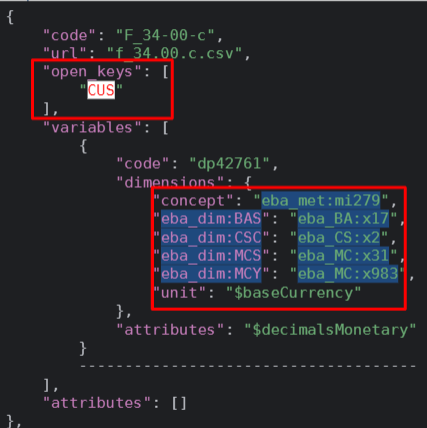 {
"code": "F_34-00-c",
"url": "f_34.00.c.csv",
"open_keys": [
"CUS"
],
"variables": [
{
"code": "dp42761",
"dimensions": {
"concept": "eba_met:mi279",
"eba_dim:BAS": "eba_BA:x17",
"eba_dim:CSC": "eba_CS:x2",
"eba_dim:MCS": "eba_MC:x31",
"eba_dim:MCY": "eba_MC:x983",
"unit": "$baseCurrency"
},
"attributes": "$decimalsMonetary"
}
-------------------------------------
],
"attributes": []
},